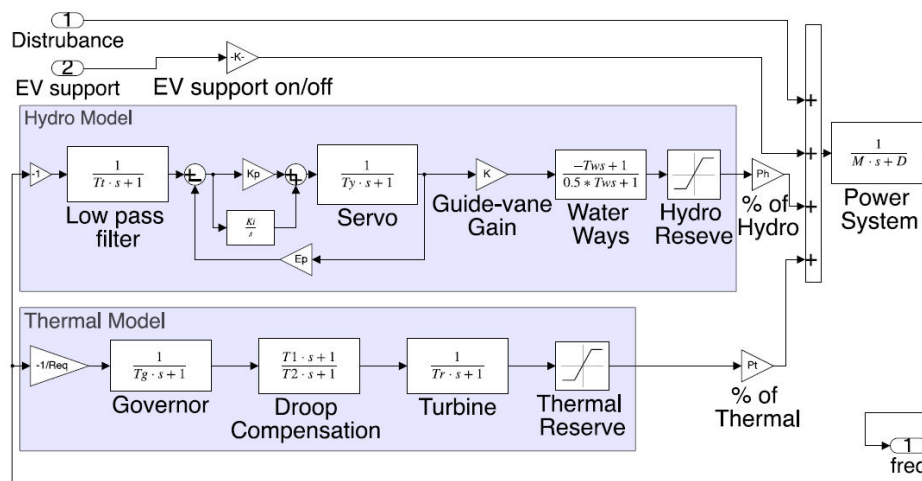 1
Distrubance
2
EV support
-K-
EV support on/off
Hydro Model
-1
1
Tt · s + 1
Low pass
filter
Kp
Ki
s
1
Ty · s + 1
Servo
Ep
K
Guide-vane
Gain
-Tws + 1
0.5 * Tws + 1
Water
Ways
Hydro
Reseve
Ph
% of
Hydro
+
+
+
+
1
M · s + D
Power
System
Thermal Model
-1/Req
1
Tg · s + 1
Governor
T1 · s + 1
T2 · s + 1
Droop
Compensation
1
Tr · s + 1
Turbine
Thermal
Reserve
Pt
% of
Thermal
1
freq